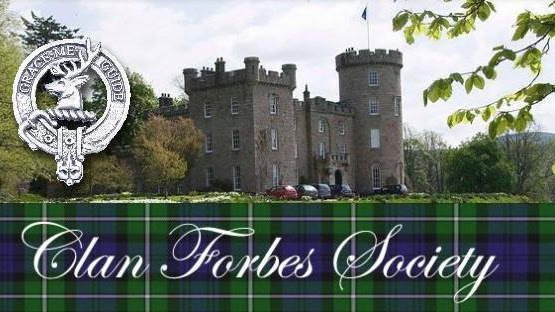 GRACE ME GUIDE
Clan Forbes Society